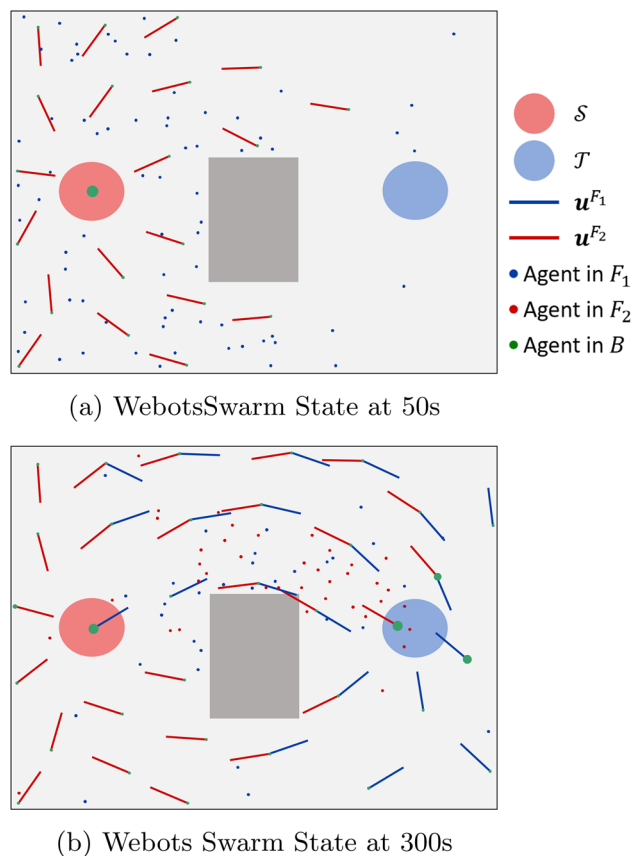 𝒮
𝒯
𝒖^{F₁}
𝒖^{F₂}
Agent in F₁
Agent in F₂
Agent in B
(a) WebotsSwarm State at 50s
(b) Webots Swarm State at 300s